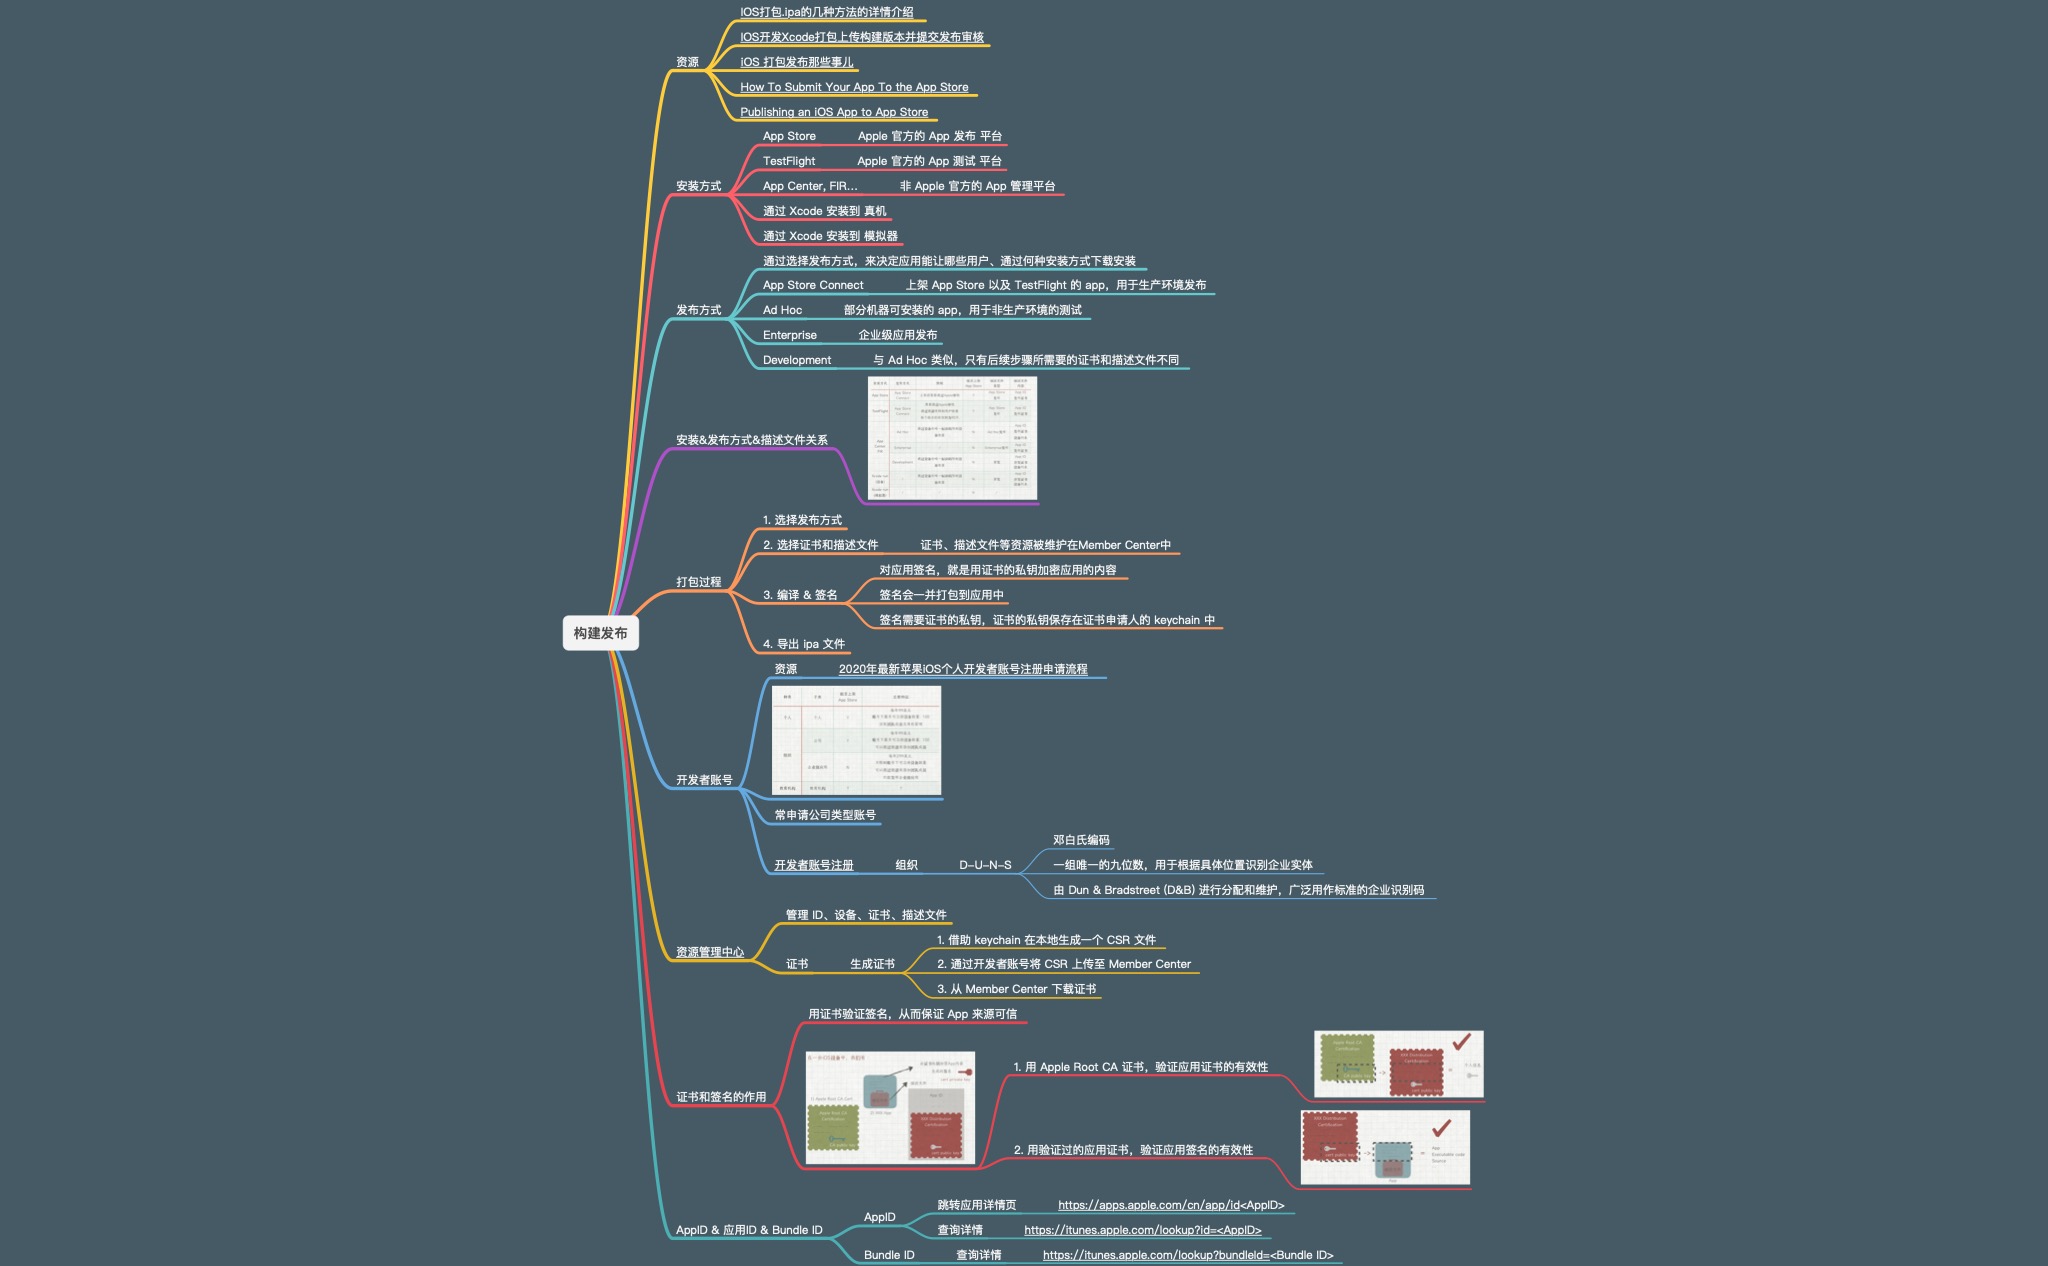 IOS打包.ipa的几种方法的详情介绍
IOS开发Xcode打包上传构建版本并提交发布审核
资源
iOS 打包发布那些事儿
How To Submit Your App To the App Store
Publishing an iOS App to App Store
App Store Apple 官方的 App 发布 平台
TestFlight Apple 官方的 App 测试 平台
安装方式
App Center, FIR... 非 Apple 官方的 App 管理平台
通过 Xcode 安装到 真机
通过 Xcode 安装到 模拟器
通过选择发布方式，来决定应用能让哪些用户、通过何种安装方式下载安装
App Store Connect 上架 App Store 以及 TestFlight 的 app，用于生产环境发布
发布方式
Ad Hoc 部分机器可安装的 app，用于非生产环境的测试
Enterprise 企业级应用发布
Development 与 Ad Hoc 类似，只有后续步骤所需要的证书和描述文件不同
安装&发布方式&描述文件关系
1. 选择发布方式
2. 选择证书和描述文件 证书、描述文件等资源被维护在Member Center中
打包过程
对应用签名，就是用证书的私钥加密应用的内容
3. 编译 & 签名
签名会一并打包到应用中
签名需要证书的私钥，证书的私钥保存在证书申请人的 keychain 中
4. 导出 ipa 文件
构建发布
资源 2020年最新苹果iOS个人开发者账号注册申请流程
开发者账号
常申请公司类型账号
开发者账号注册 组织 D-U-N-S
邓白氏编码
一组唯一的九位数，用于根据具体位置识别企业实体
由 Dun & Bradstreet (D&B) 进行分配和维护，广泛用作标准的企业识别码
管理 ID、设备、证书、描述文件
资源管理中心
证书 生成证书
1. 借助 keychain 在本地生成一个 CSR 文件
2. 通过开发者账号将 CSR 上传至 Member Center
3. 从 Member Center 下载证书
用证书验证签名，从而保证 App 来源可信
证书和签名的作用
1. 用 Apple Root CA 证书，验证应用证书的有效性
2. 用验证过的应用证书，验证应用签名的有效性
AppID & 应用ID & Bundle ID
AppID
跳转应用详情页 https://apps.apple.com/cn/app/id<AppID>
查询详情 https://itunes.apple.com/lookup?id=<AppID>
Bundle ID 查询详情 https://itunes.apple.com/lookup?bundleId=<Bundle ID>